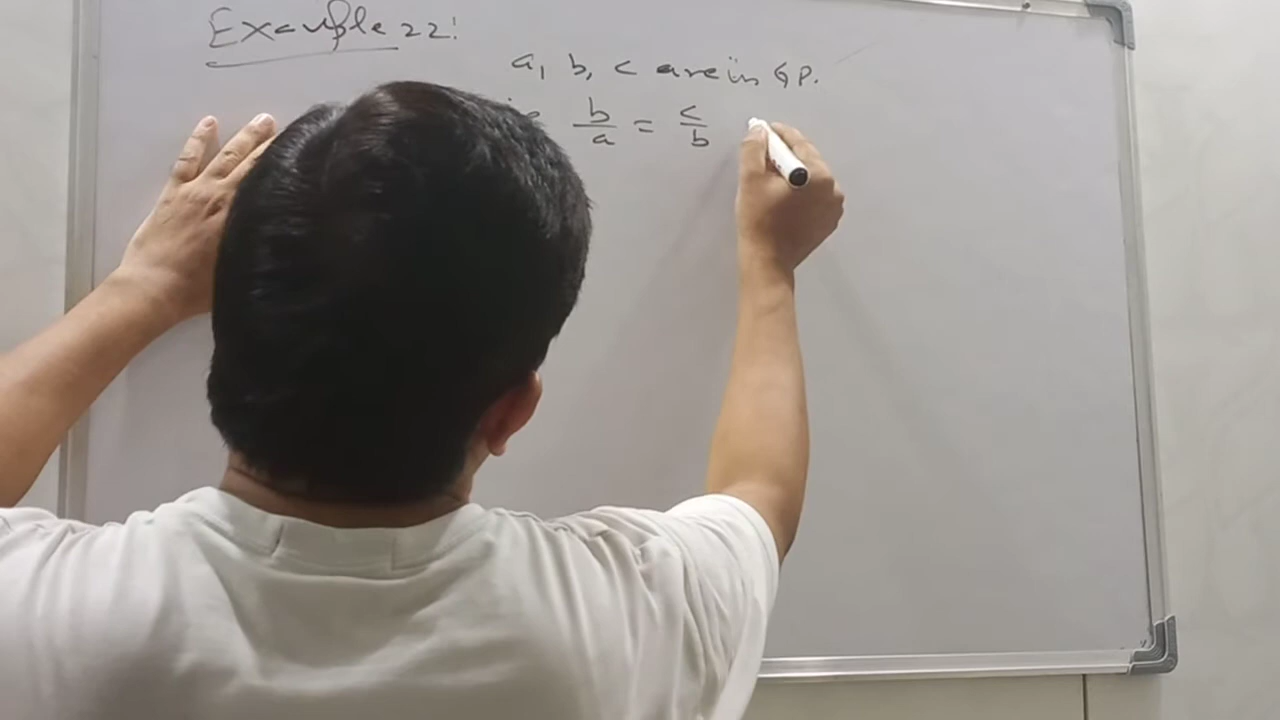 Example 22:
a, b, c are in GP.
b/a = c/b